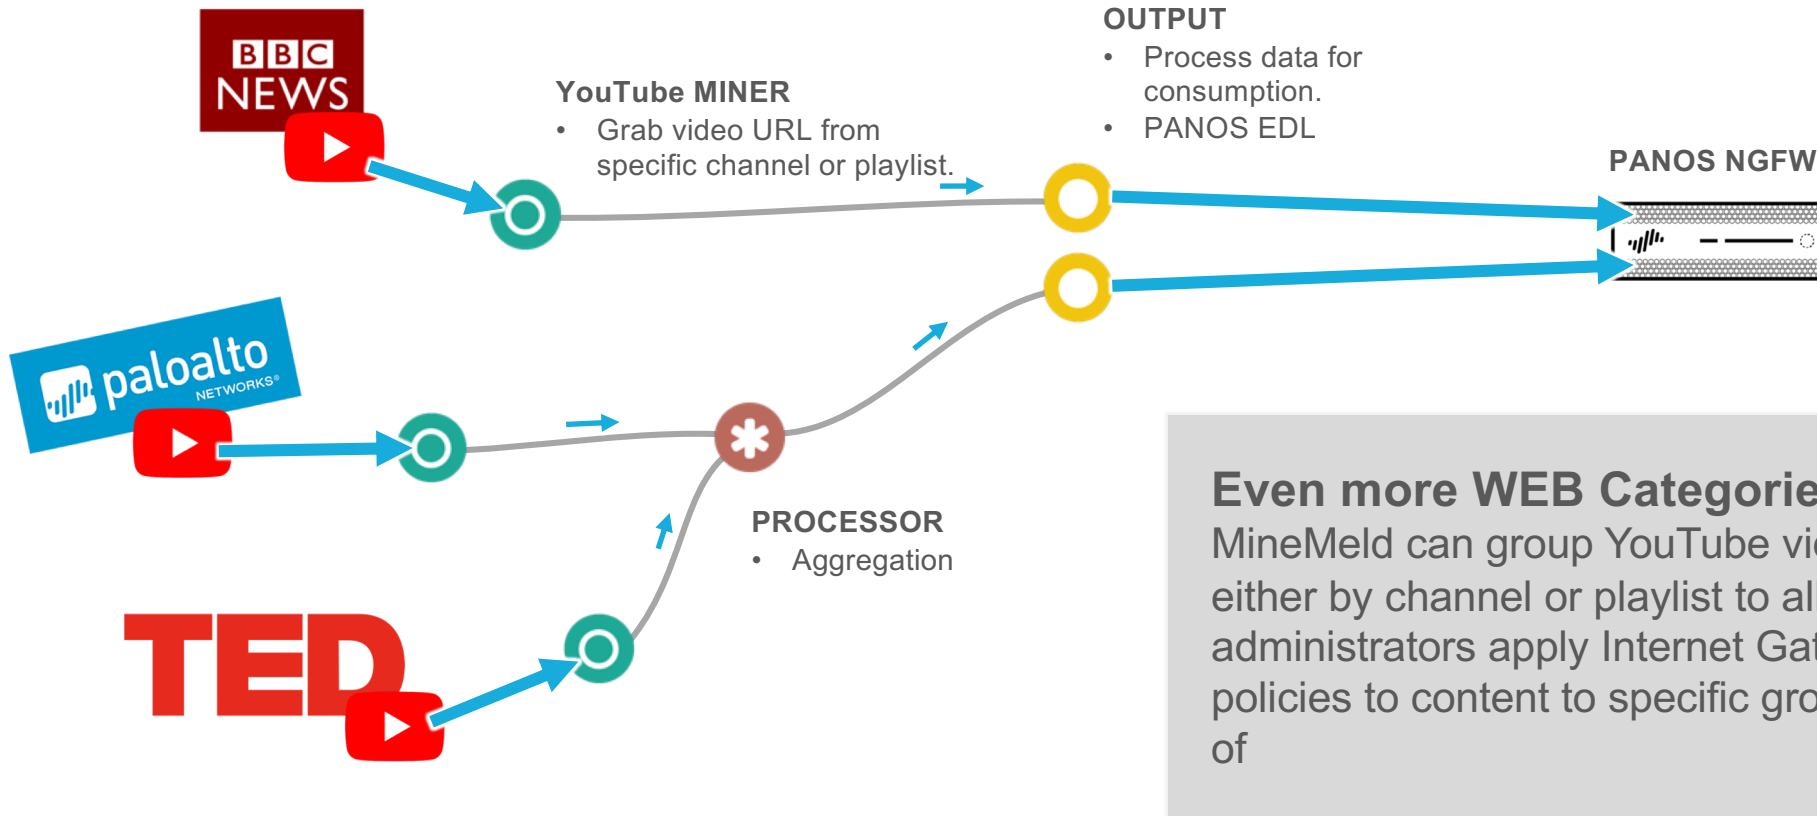 BBC
NEWS
YouTube MINER
• Grab video URL from
specific channel or playlist.
OUTPUT
• Process data for
consumption.
• PANOS EDL
PANOS NGFW
paloalto
NETWORKS®
PROCESSOR
• Aggregation
TED
Even more WEB Categorie
MineMeld can group YouTube vi
either by channel or playlist to al
administrators apply Internet Gat
policies to content to specific gro
of